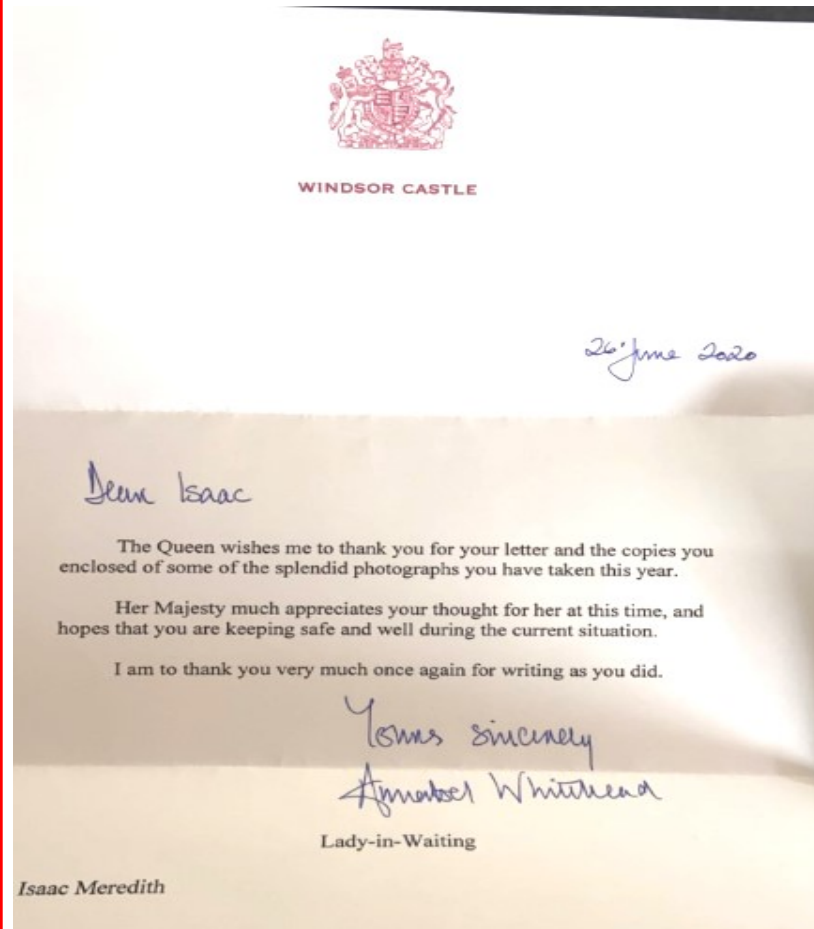 WINDSOR CASTLE
26 June 2020
Dear Isaac
The Queen wishes me to thank you for your letter and the copies you
enclosed of some of the splendid photographs you have taken this year.
Her Majesty much appreciates your thought for her at this time, and
hopes that you are keeping safe and well during the current situation.
I am to thank you very much once again for writing as you did.
Yours sincerely
Annabel Whitehead
Lady-in-Waiting
Isaac Meredith